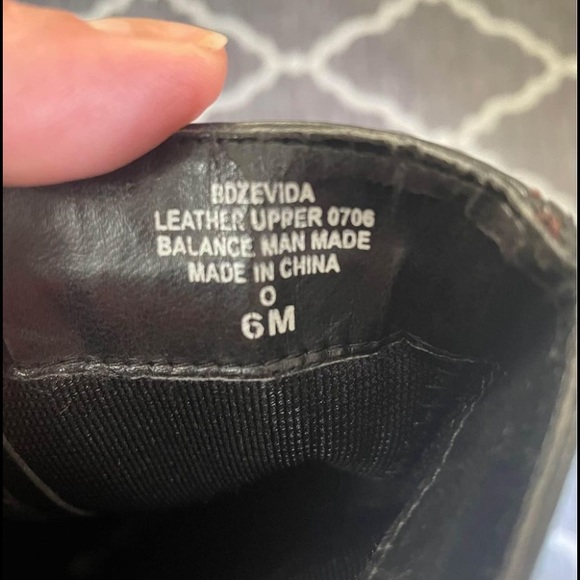 BDZEVIDA
LEATHER UPPER 0706
BALANCE MAN MADE
MADE IN CHINA
O
6M